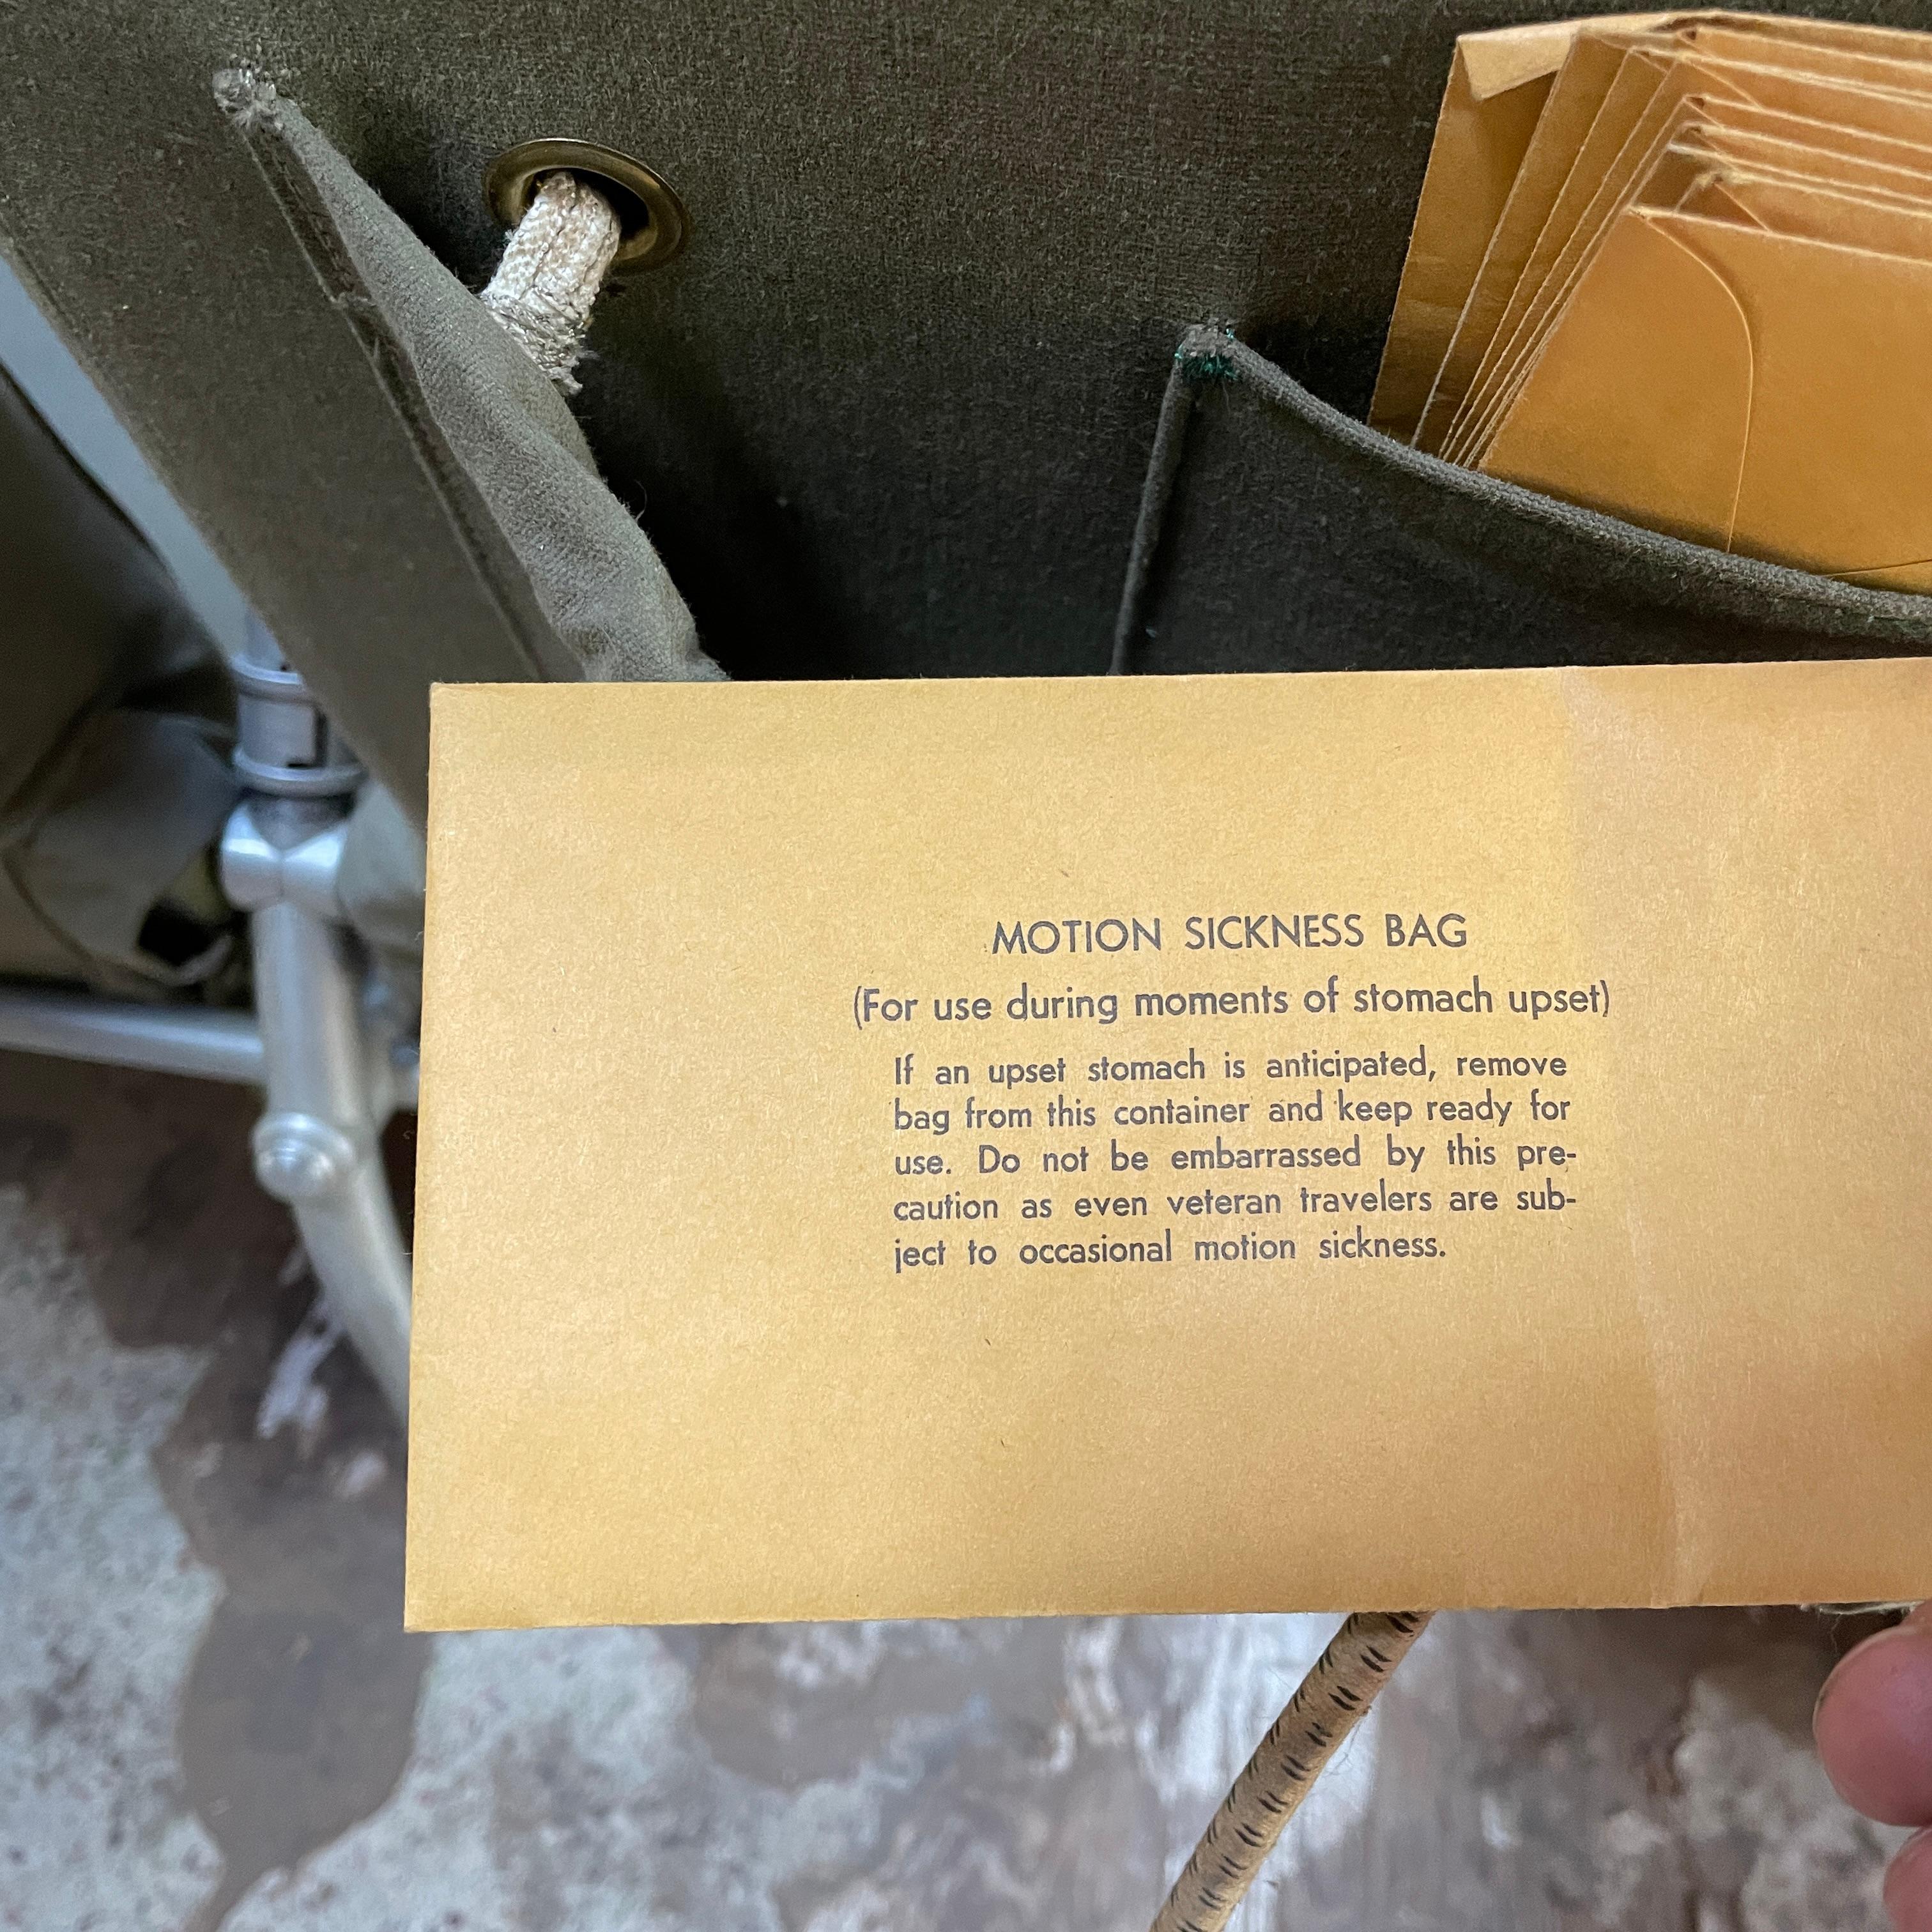 MOTION SICKNESS BAG
(For use during moments of stomach upset)
If an upset stomach is anticipated, remove
bag from this container and keep ready for
use. Do not be embarrassed by this pre-
caution as even veteran travelers are sub-
ject to occasional motion sickness.